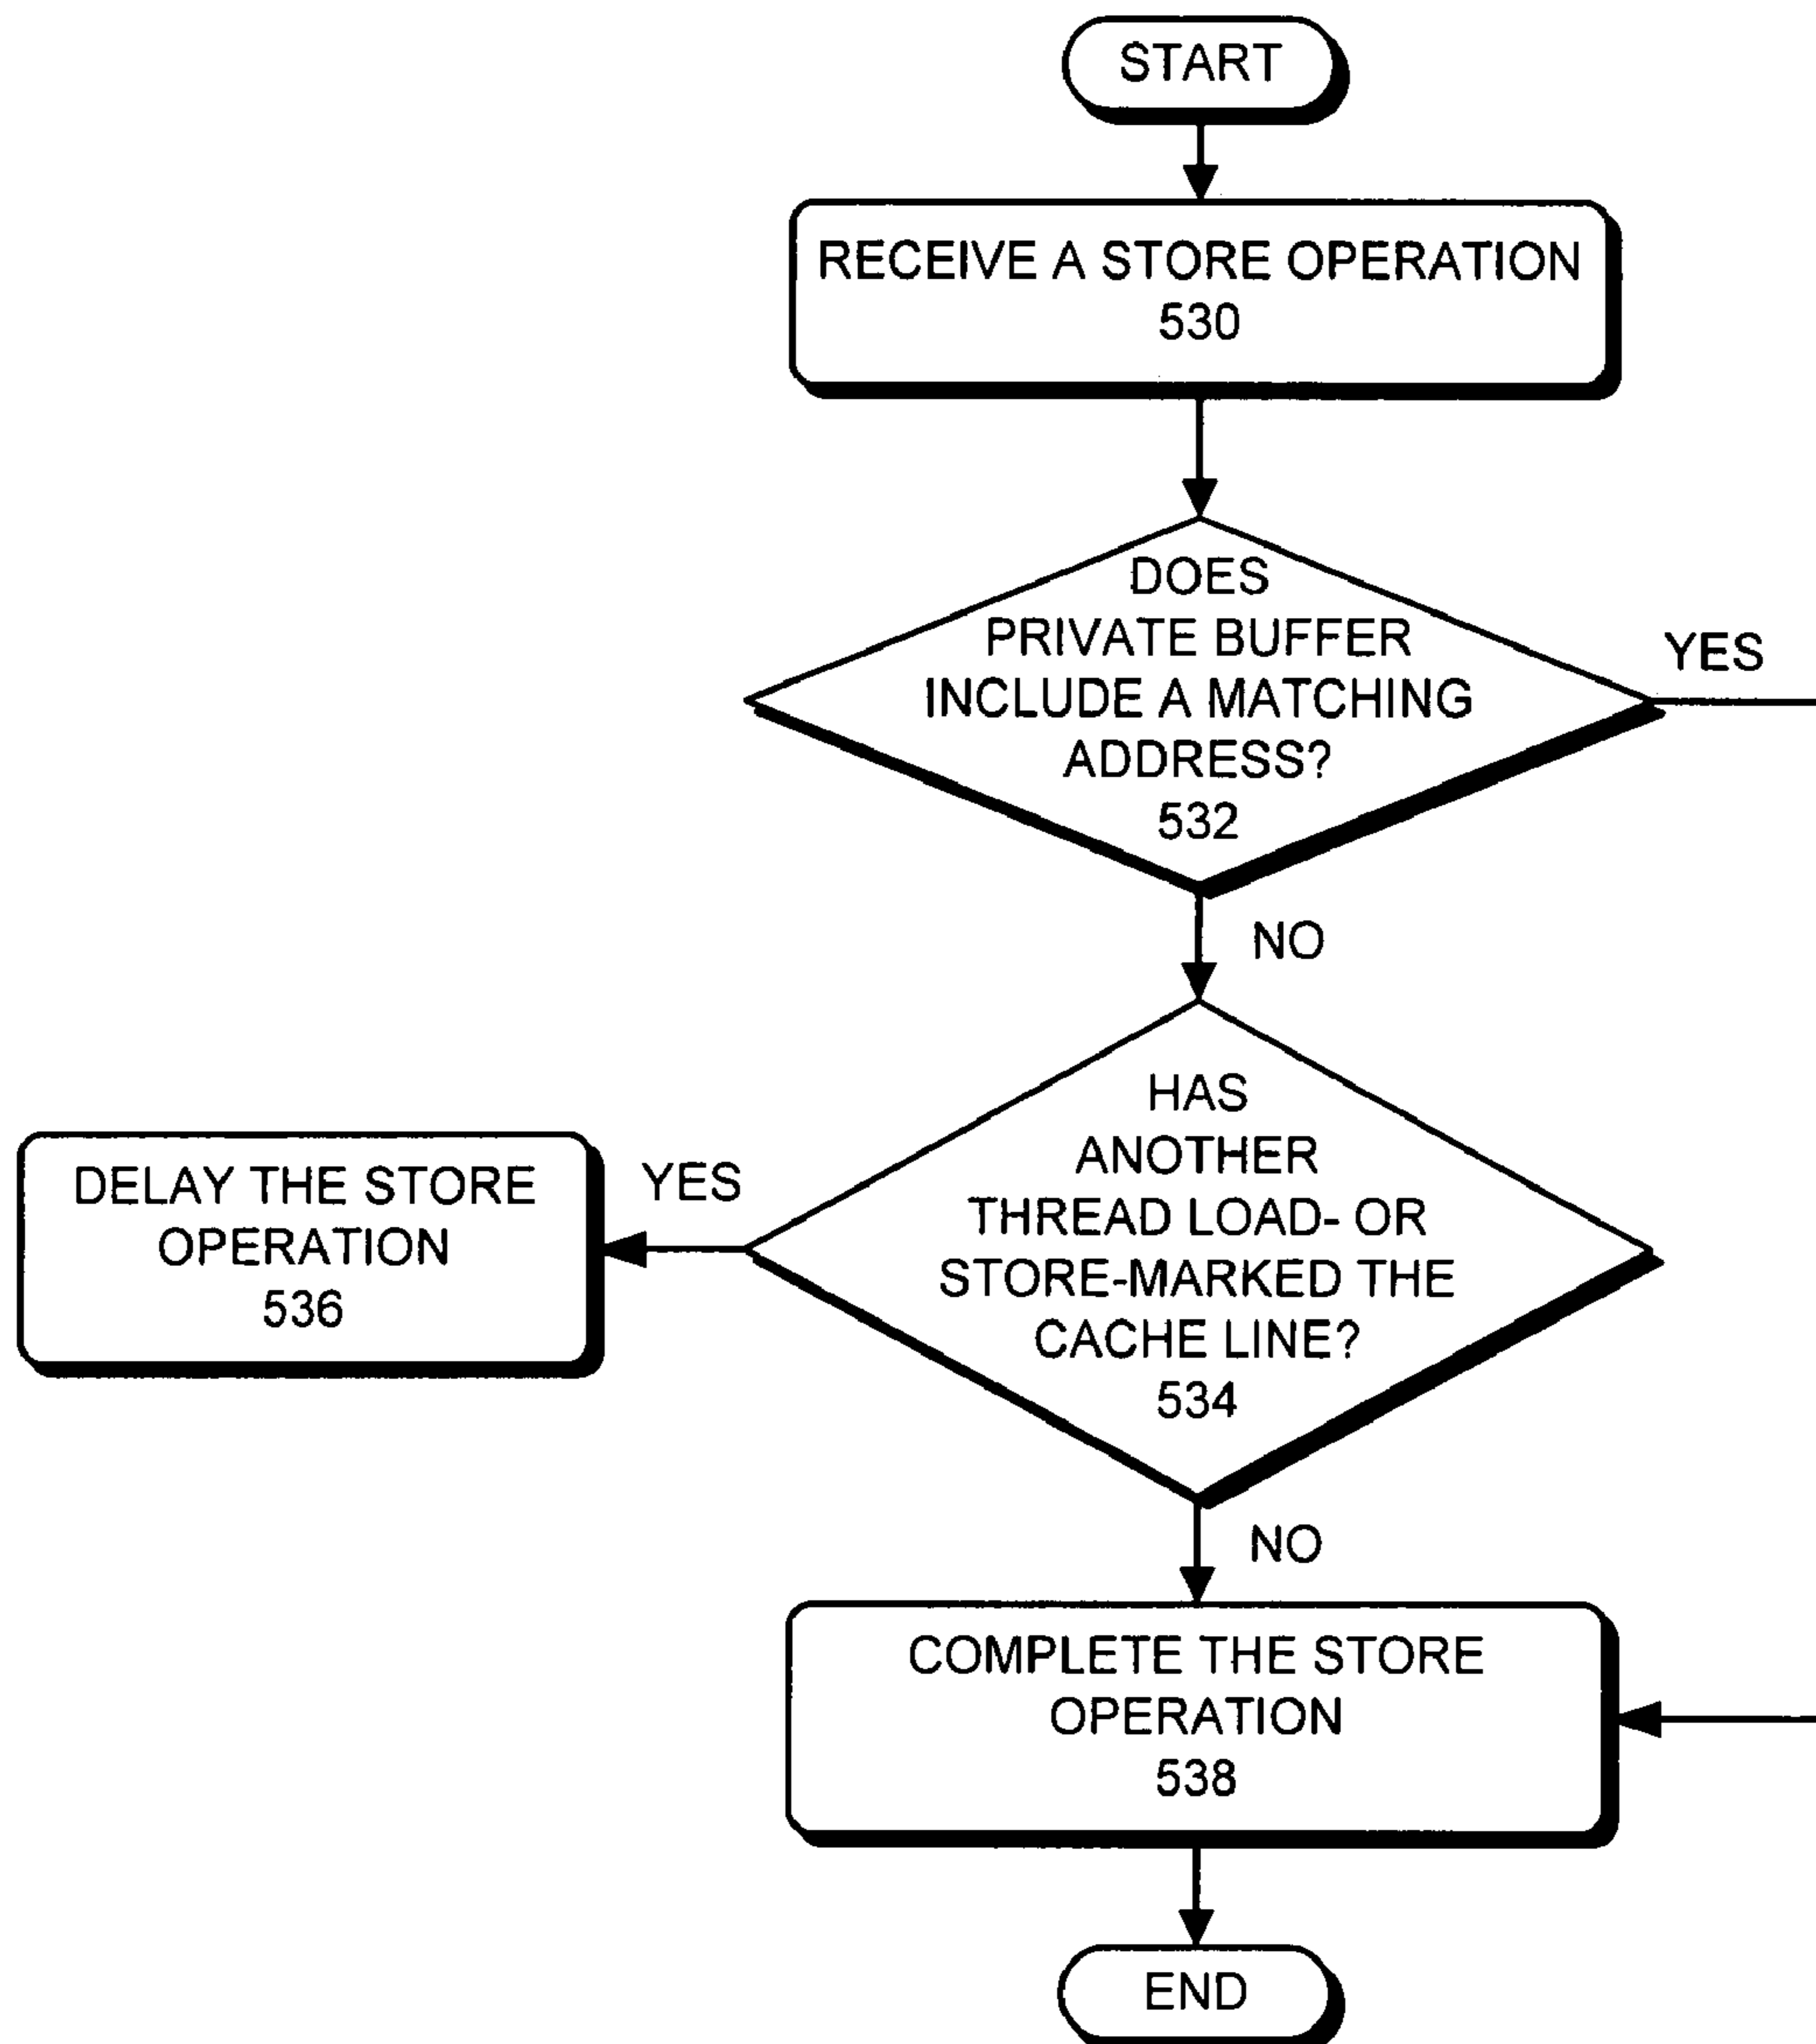 START
RECEIVE A STORE OPERATION
530
DOES
PRIVATE BUFFER
INCLUDE A MATCHING
ADDRESS?
532
YES
NO
HAS
ANOTHER
THREAD LOAD- OR
STORE-MARKED THE
CACHE LINE?
534
YES
DELAY THE STORE
OPERATION
536
NO
COMPLETE THE STORE
OPERATION
538
END